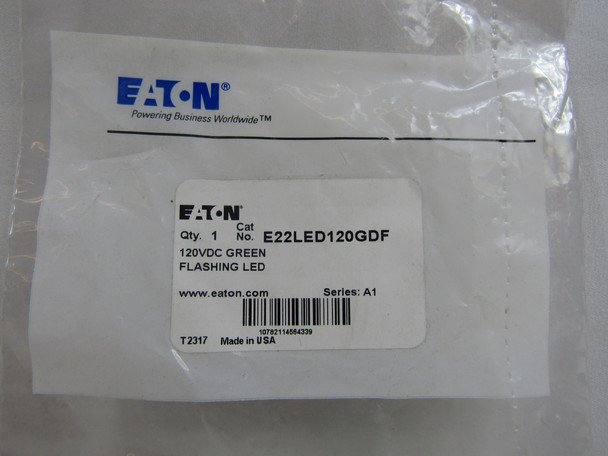 EATON®
Powering Business Worldwide™
EATON®
Qty. 1 Cat No. E22LED120GDF
120VDC GREEN
FLASHING LED
www.eaton.com Series: A1
10782114564339
T2317 Made in USA